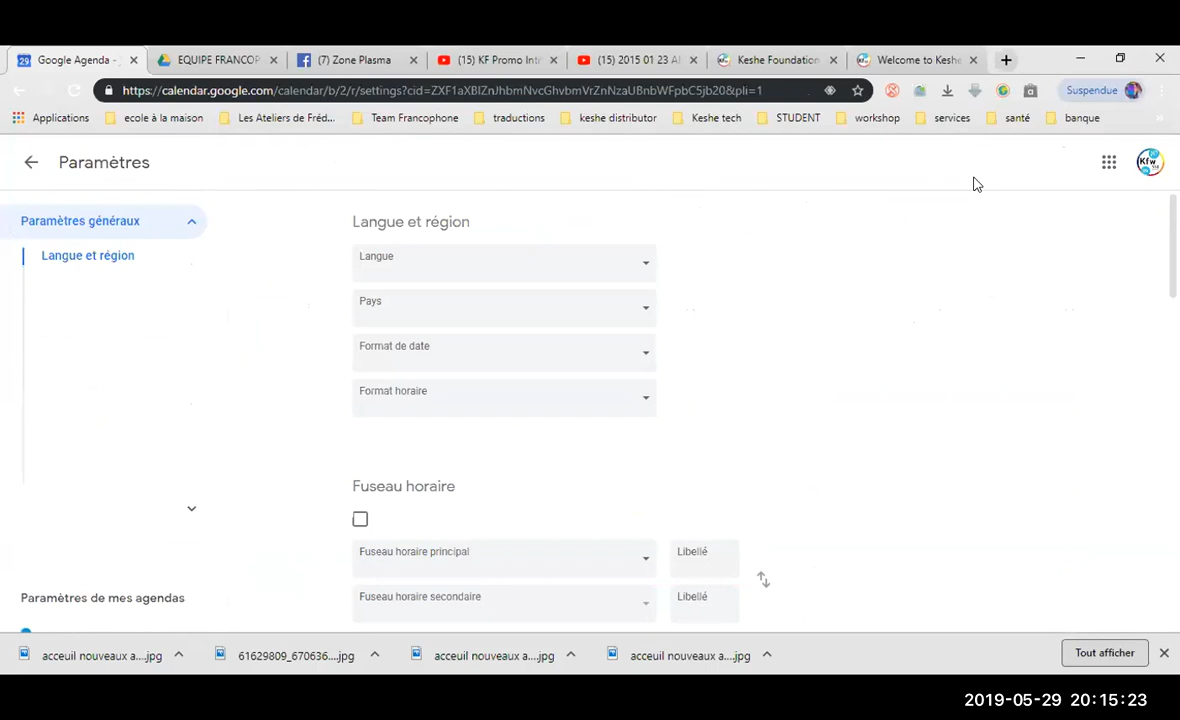 Google Agenda -
EQUIPE FRANCOP
(7) Zone Plasma
(15) KF Promo Intr
(15) 2015 01 23 A
Keshe Foundation
Welcome to Keshe
https://calendar.google.com/calendar/b/2/r/settings?cid=ZXF1aXBlZnJhbmNvcGhvbmVrZnNzaUBnbWFpbC5jb20&pli=1
Suspendue
Applications
ecole à la maison
Les Ateliers de Fréd...
Team Francophone
traductions
keshe distributor
Keshe tech
STUDENT
workshop
services
santé
banque
Paramètres
Kfw
Paramètres généraux
Langue et région
Langue et région
Langue
Pays
Format de date
Format horaire
Fuseau horaire
Fuseau horaire principal
Libellé
Fuseau horaire secondaire
Libellé
Paramètres de mes agendas
acceuil nouveaux a....jpg
61629809_670636....jpg
acceuil nouveaux a....jpg
acceuil nouveaux a....jpg
Tout afficher
2019-05-29 20:15:23